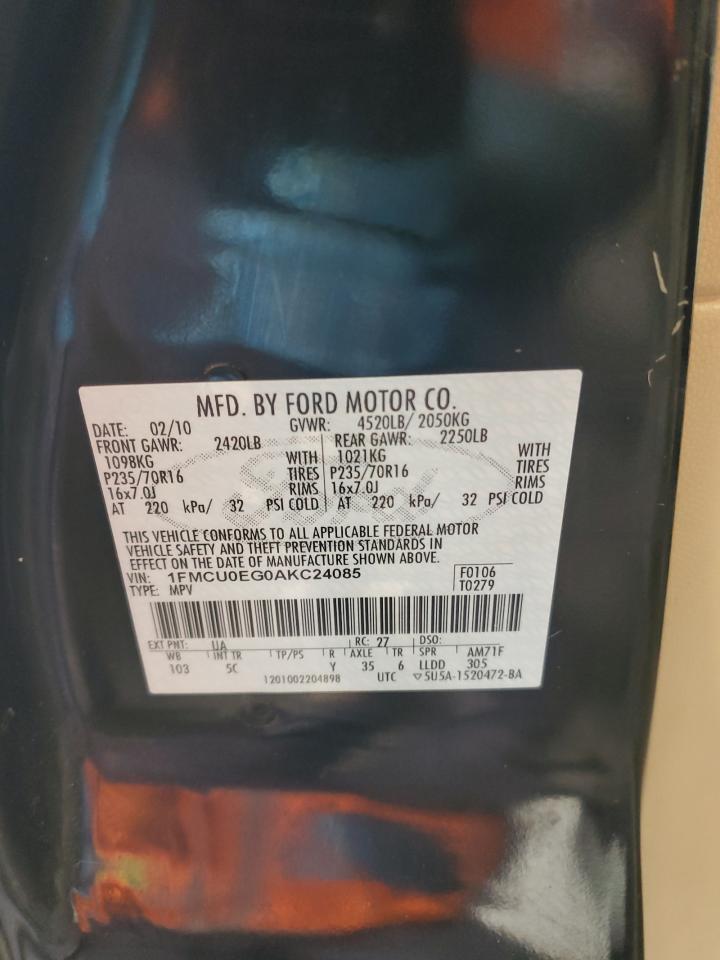 MFD. BY FORD MOTOR CO.
DATE: 02/10 GVWR: 4520LB/ 2050KG
FRONT GAWR: 2420LB REAR GAWR: 2250LB
1098KG WITH 1021KG WITH
P235/70R16 TIRES P235/70R16 TIRES
16x7.0J RIMS 16x7.0J RIMS
AT 220 kPa/ 32 PSI COLD AT 220 kPa/ 32 PSI COLD
Ford
THIS VEHICLE CONFORMS TO ALL APPLICABLE FEDERAL MOTOR
VEHICLE SAFETY AND THEFT PREVENTION STANDARDS IN
EFFECT ON THE DATE OF MANUFACTURE SHOWN ABOVE.
VIN: 1FMCU0EG0AKC24085 F0106
TYPE: MPV T0279
EXT PNT: UA RC: 27 DSO:
WB INT TR TP/PS R AXLE TR SPR AM71F
103 5C Y 35 6 LLDD 305
1201002204898 UTC ▽5U5A-1520472-BA